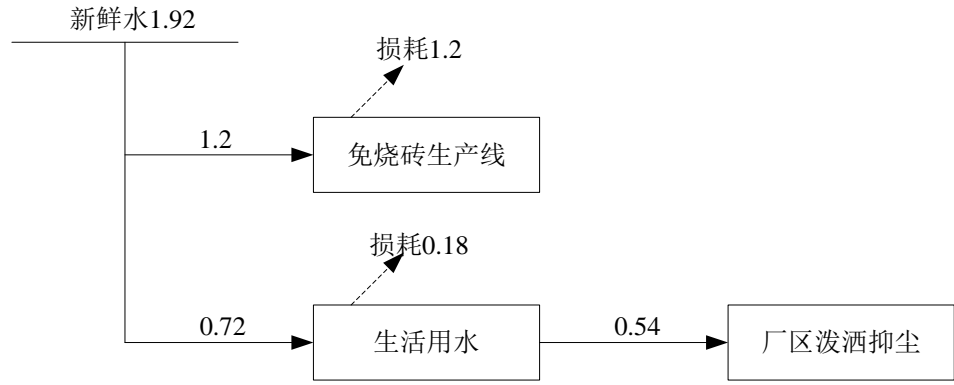 新鲜水1.92
损耗1.2
1.2
免烧砖生产线
损耗0.18
0.72
生活用水
0.54
厂区泼洒抑尘